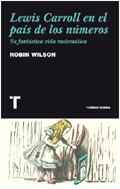 Lewis Carroll en el
país de los números
Su fantástica vida matemática
ROBIN WILSON
T
TURNER NOEMA